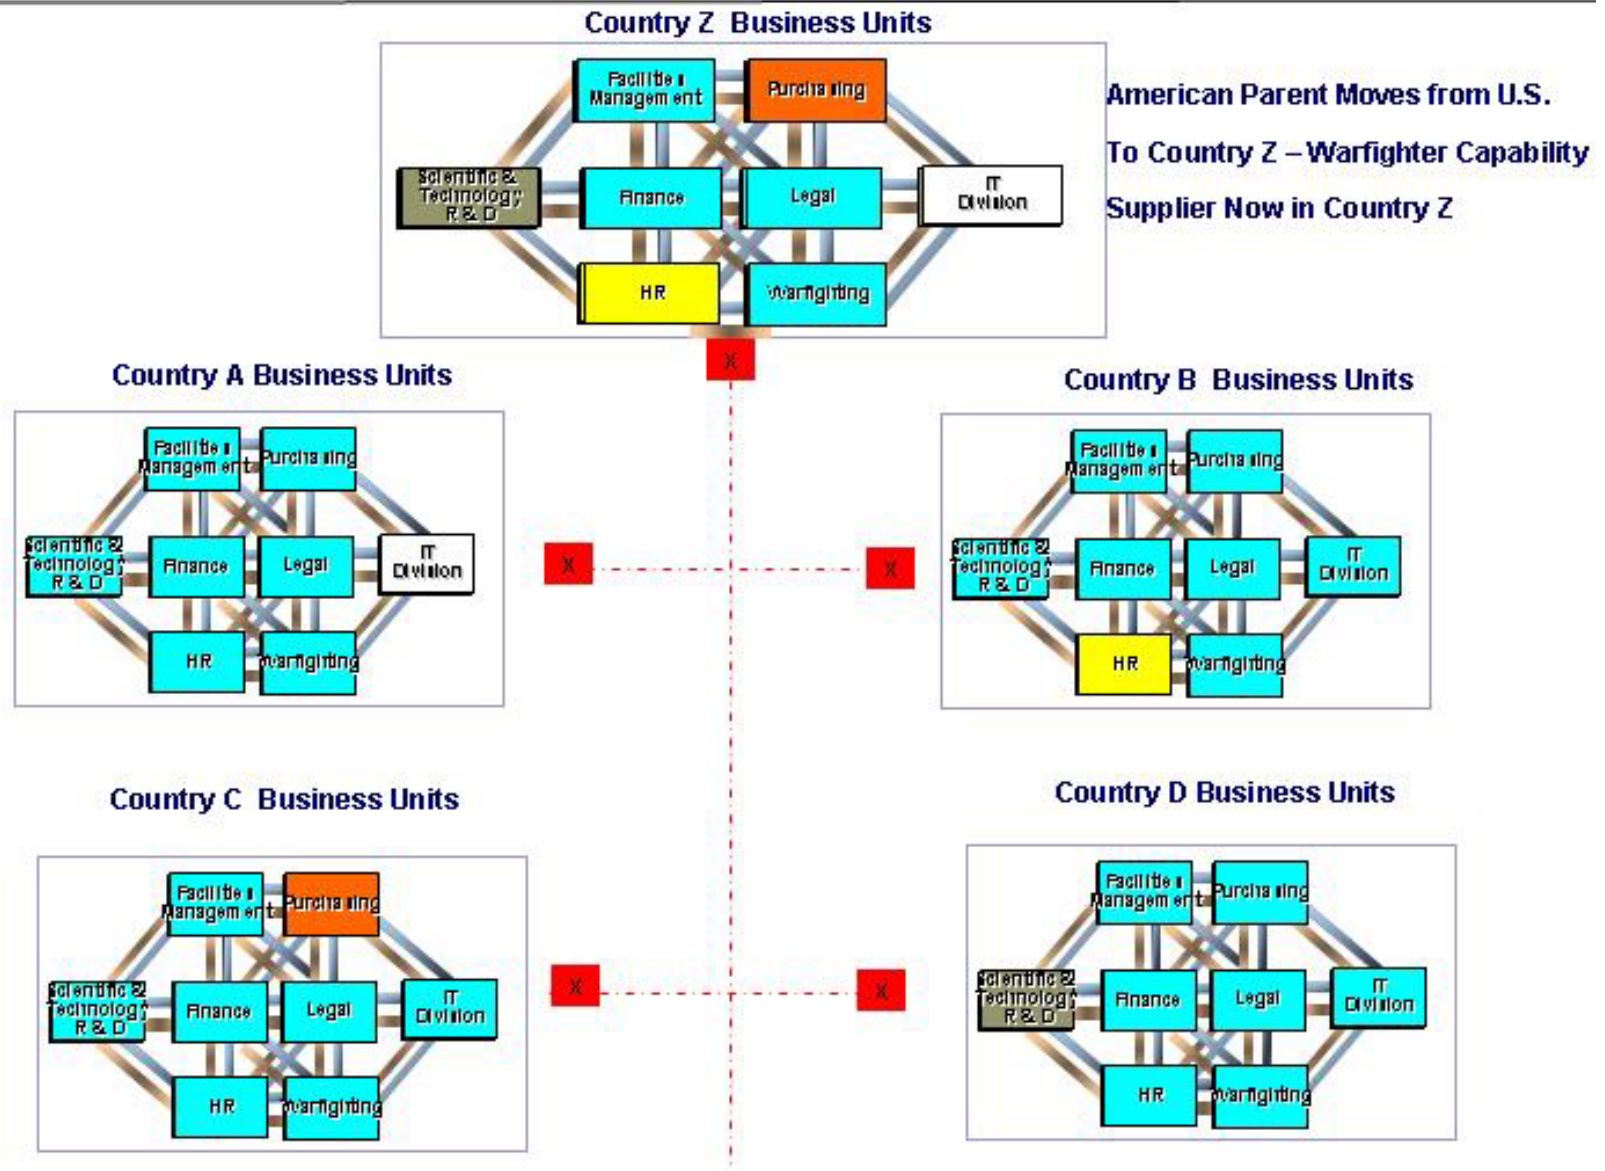 Country Z Business Units
Facilities
Management
Purchasing
American Parent Moves from U.S.
To Country Z – Warfighter Capability
Supplier Now in Country Z
Scientific &
Technology
R & D
Finance
Legal
IT
Division
HR
Warfighting
X
Country A Business Units
Facilities
Management
Purchasing
Scientific &
Technology
R & D
Finance
Legal
IT
Division
HR
Warfighting
Country B Business Units
Facilities
Management
Purchasing
Scientific &
Technology
R & D
Finance
Legal
IT
Division
HR
Warfighting
X
X
Country C Business Units
Facilities
Management
Purchasing
Scientific &
Technology
R & D
Finance
Legal
IT
Division
HR
Warfighting
Country D Business Units
Facilities
Management
Purchasing
Scientific &
Technology
R & D
Finance
Legal
IT
Division
HR
Warfighting
X
X